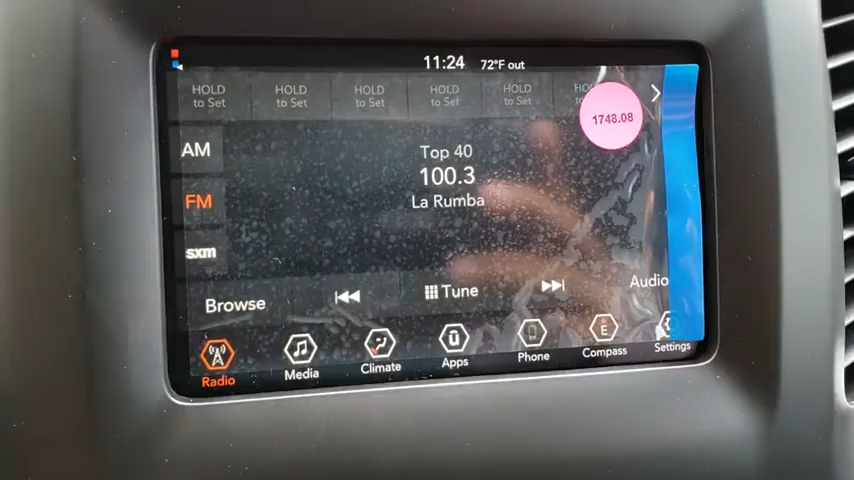 11:24 72°F out
HOLD to Set
HOLD to Set
HOLD to Set
HOLD to Set
HOLD to Set
1748.08
AM
FM
sxm
Top 40
100.3
La Rumba
Browse
Tune
Audio
Radio
Media
Climate
ū Apps
Phone
E Compass
Settings